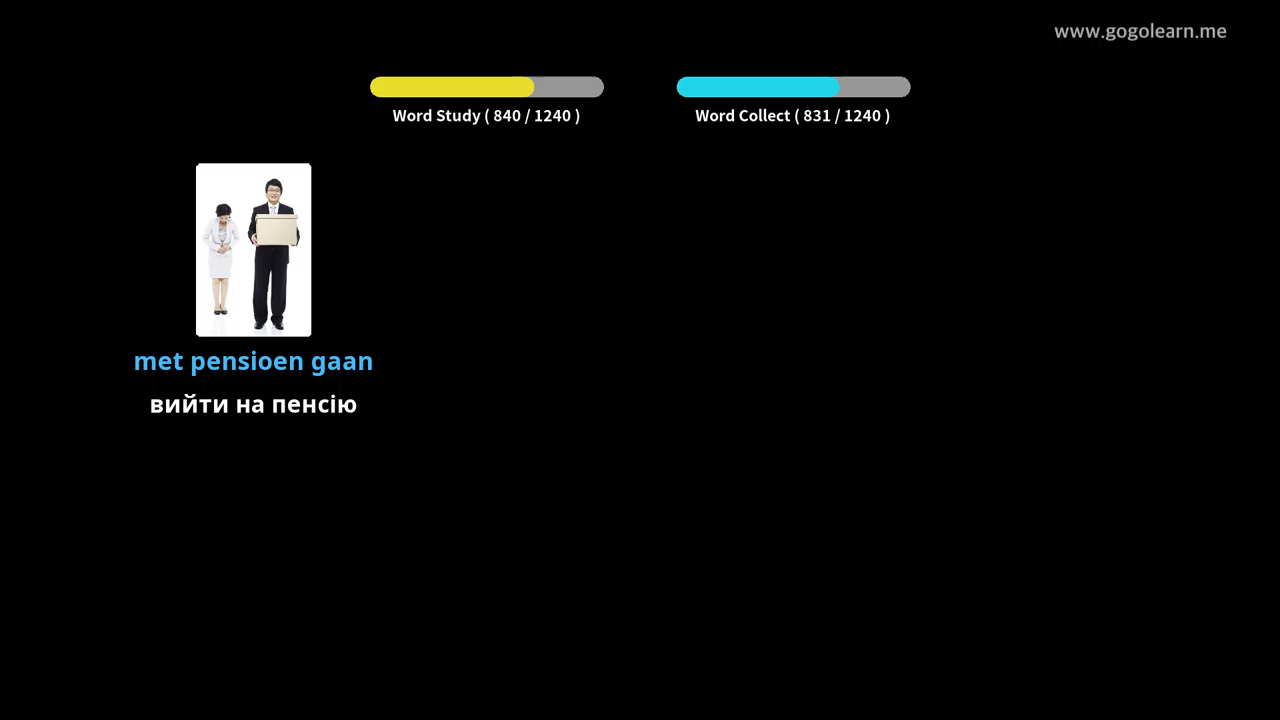 www.gogolearn.me
Word Study ( 840 / 1240 )
Word Collect ( 831 / 1240 )
met pensioen gaan
вийти на пенсію